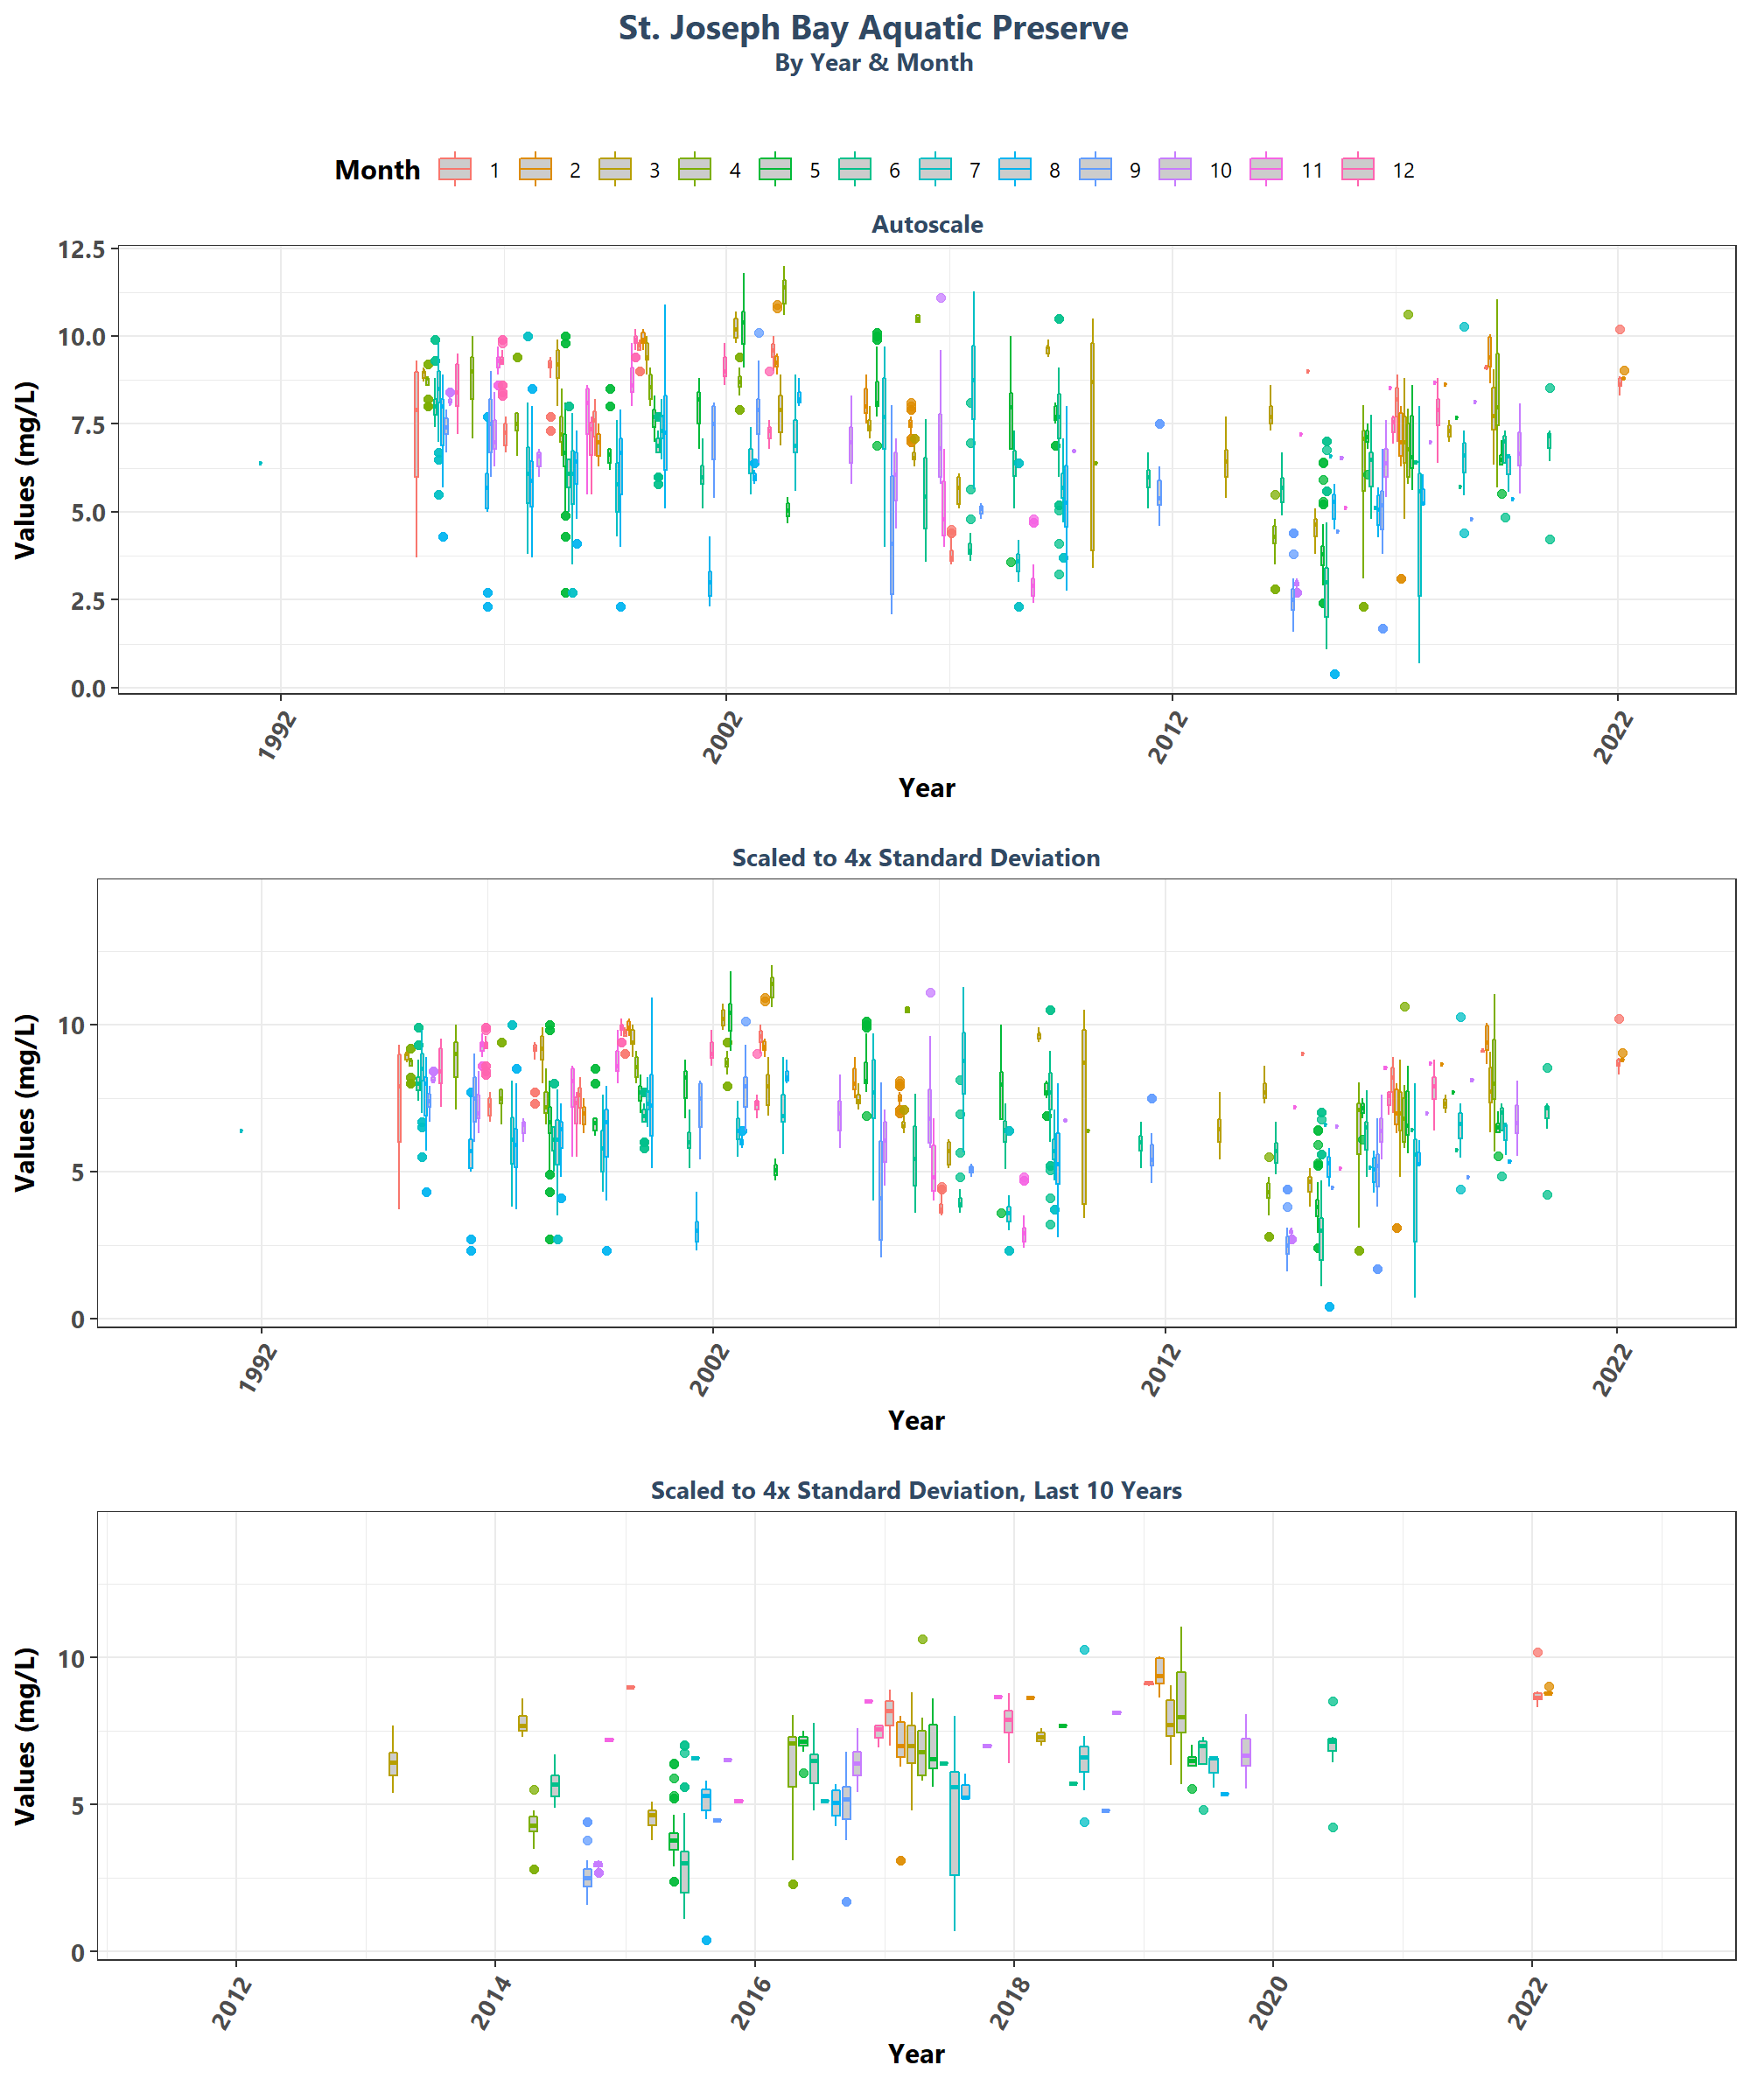 St. Joseph Bay Aquatic Preserve
By Year & Month
Month 1 2 3 4 5 6 7 8 9 10 11 12
Autoscale
12.5
10.0
7.5
5.0
2.5
0.0
Values (mg/L)
1992 2002 2012 2022
Year
Scaled to 4x Standard Deviation
10
5
0
Values (mg/L)
1992 2002 2012 2022
Year
Scaled to 4x Standard Deviation, Last 10 Years
10
5
0
Values (mg/L)
2012 2014 2016 2018 2020 2022
Year